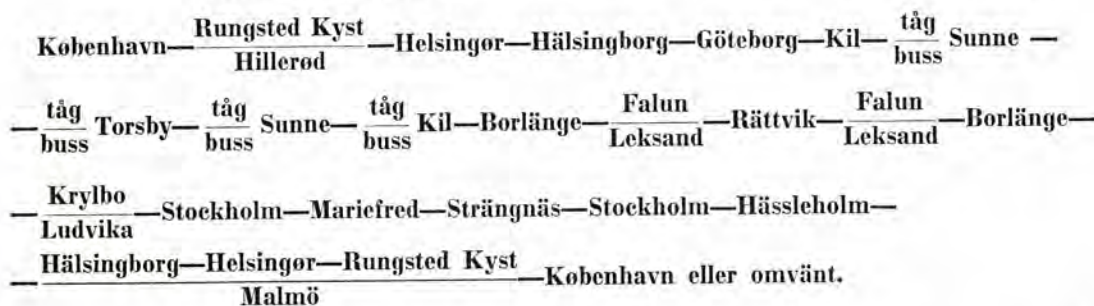 København—Rungsted Kyst/Hillerød—Helsingør—Hälsingborg—Göteborg—Kil—tåg/buss Sunne —
—tåg/buss Torsby—tåg/buss Sunne—tåg/buss Kil—Borlänge—Falun/Leksand—Rättvik—Falun/Leksand—Borlänge—
—Krylbo/Ludvika—Stockholm—Mariefred—Strängnäs—Stockholm—Hässleholm—
—Hälsingborg—Helsingør—Rungsted Kyst/Malmö—København eller omvänt.